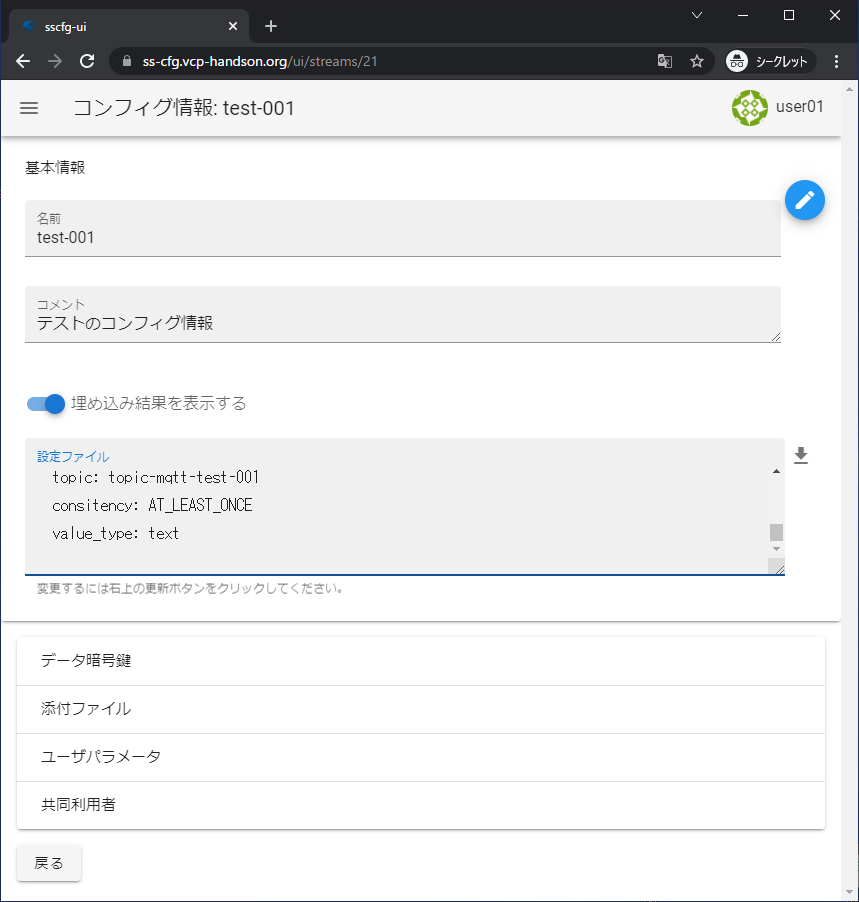 sscfg-ui
ss-cfg.vcp-handson.org/ui/streams/21
シークレット
コンフィグ情報: test-001
user01
基本情報
名前
test-001
コメント
テストのコンフィグ情報
埋め込み結果を表示する
設定ファイル
topic: topic-mqtt-test-001
consitency: AT_LEAST_ONCE
value_type: text
変更するには右上の更新ボタンをクリックしてください。
データ暗号鍵
添付ファイル
ユーザパラメータ
共同利用者
戻る